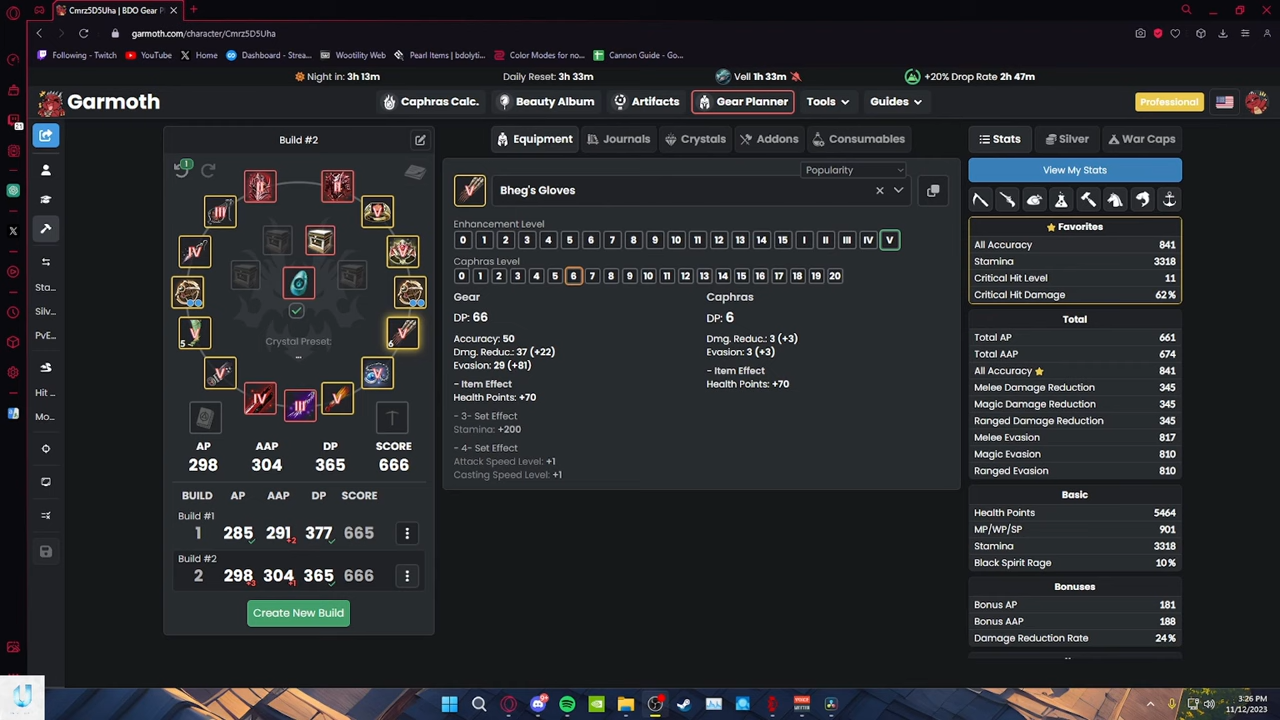 Cmrz5D5Uha | BDO Gear P
garmoth.com/character/Cmrz5D5Uha
Following - Twitch
YouTube
Home
Dashboard - Strea...
Wootility Web
Pearl Items | bdolyti...
Color Modes for no...
Cannon Guide - Go...
Night in: 3h 13m
Daily Reset: 3h 33m
Vell 1h 33m
+20% Drop Rate 2h 47m
Garmoth
Caphras Calc.
Beauty Album
Artifacts
Gear Planner
Tools
Guides
Professional
Build #2
Equipment
Journals
Crystals
Addons
Consumables
Stats
Silver
War Caps
Popularity
View My Stats
Bheg's Gloves
Enhancement Level
0 1 2 3 4 5 6 7 8 9 10 11 12 13 14 15 I II III IV V
Caphras Level
0 1 2 3 4 5 6 7 8 9 10 11 12 13 14 15 16 17 18 19 20
Gear
DP: 66
Accuracy: 50
Dmg. Reduc.: 37 (+22)
Evasion: 29 (+81)
- Item Effect
Health Points: +70
- 3- Set Effect
Stamina: +200
- 4- Set Effect
Attack Speed Level: +1
Casting Speed Level: +1
Caphras
DP: 6
Dmg. Reduc.: 3 (+3)
Evasion: 3 (+3)
- Item Effect
Health Points: +70
Favorites
All Accuracy 841
Stamina 3318
Critical Hit Level 11
Critical Hit Damage 62%
Total
Total AP 661
Total AAP 674
All Accuracy 841
Melee Damage Reduction 345
Magic Damage Reduction 345
Ranged Damage Reduction 345
Melee Evasion 817
Magic Evasion 810
Ranged Evasion 810
Basic
Health Points 5464
MP/WP/SP 901
Stamina 3318
Black Spirit Rage 10%
Bonuses
Bonus AP 181
Bonus AAP 188
Damage Reduction Rate 24%
Crystal Preset:
...
AP AAP DP SCORE
298 304 365 666
BUILD AP AAP DP SCORE
Build #1
1 285 291 +2 377 665
Build #2
2 298 +3 304 +1 365 666
Create New Build
Sta...
Silv...
PvE...
Hit ...
Mo...
3:26 PM
11/12/2023